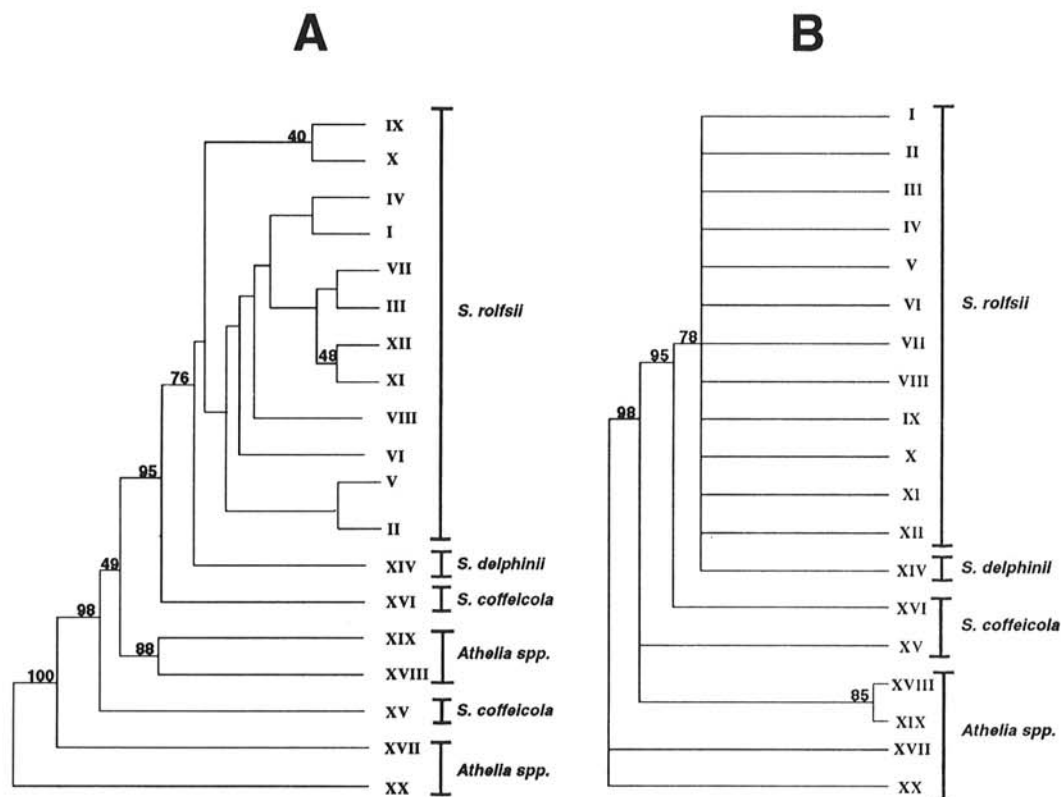 A
40
IX
X
IV
I
VII
III
48
XII
XI
VIII
VI
V
II
76
XIV
95
XVI
49
88
XIX
XVIII
98
XV
100
XVII
XX
S. rolfsii
S. delphinii
S. coffeicola
Athelia spp.
S. coffeicola
Athelia spp.
B
I
II
III
IV
V
VI
VII
VIII
IX
X
XI
XII
78
XIV
95
XVI
98
XV
85
XVIII
XIX
XVII
XX
S. rolfsii
S. delphinii
S. coffeicola
Athelia spp.